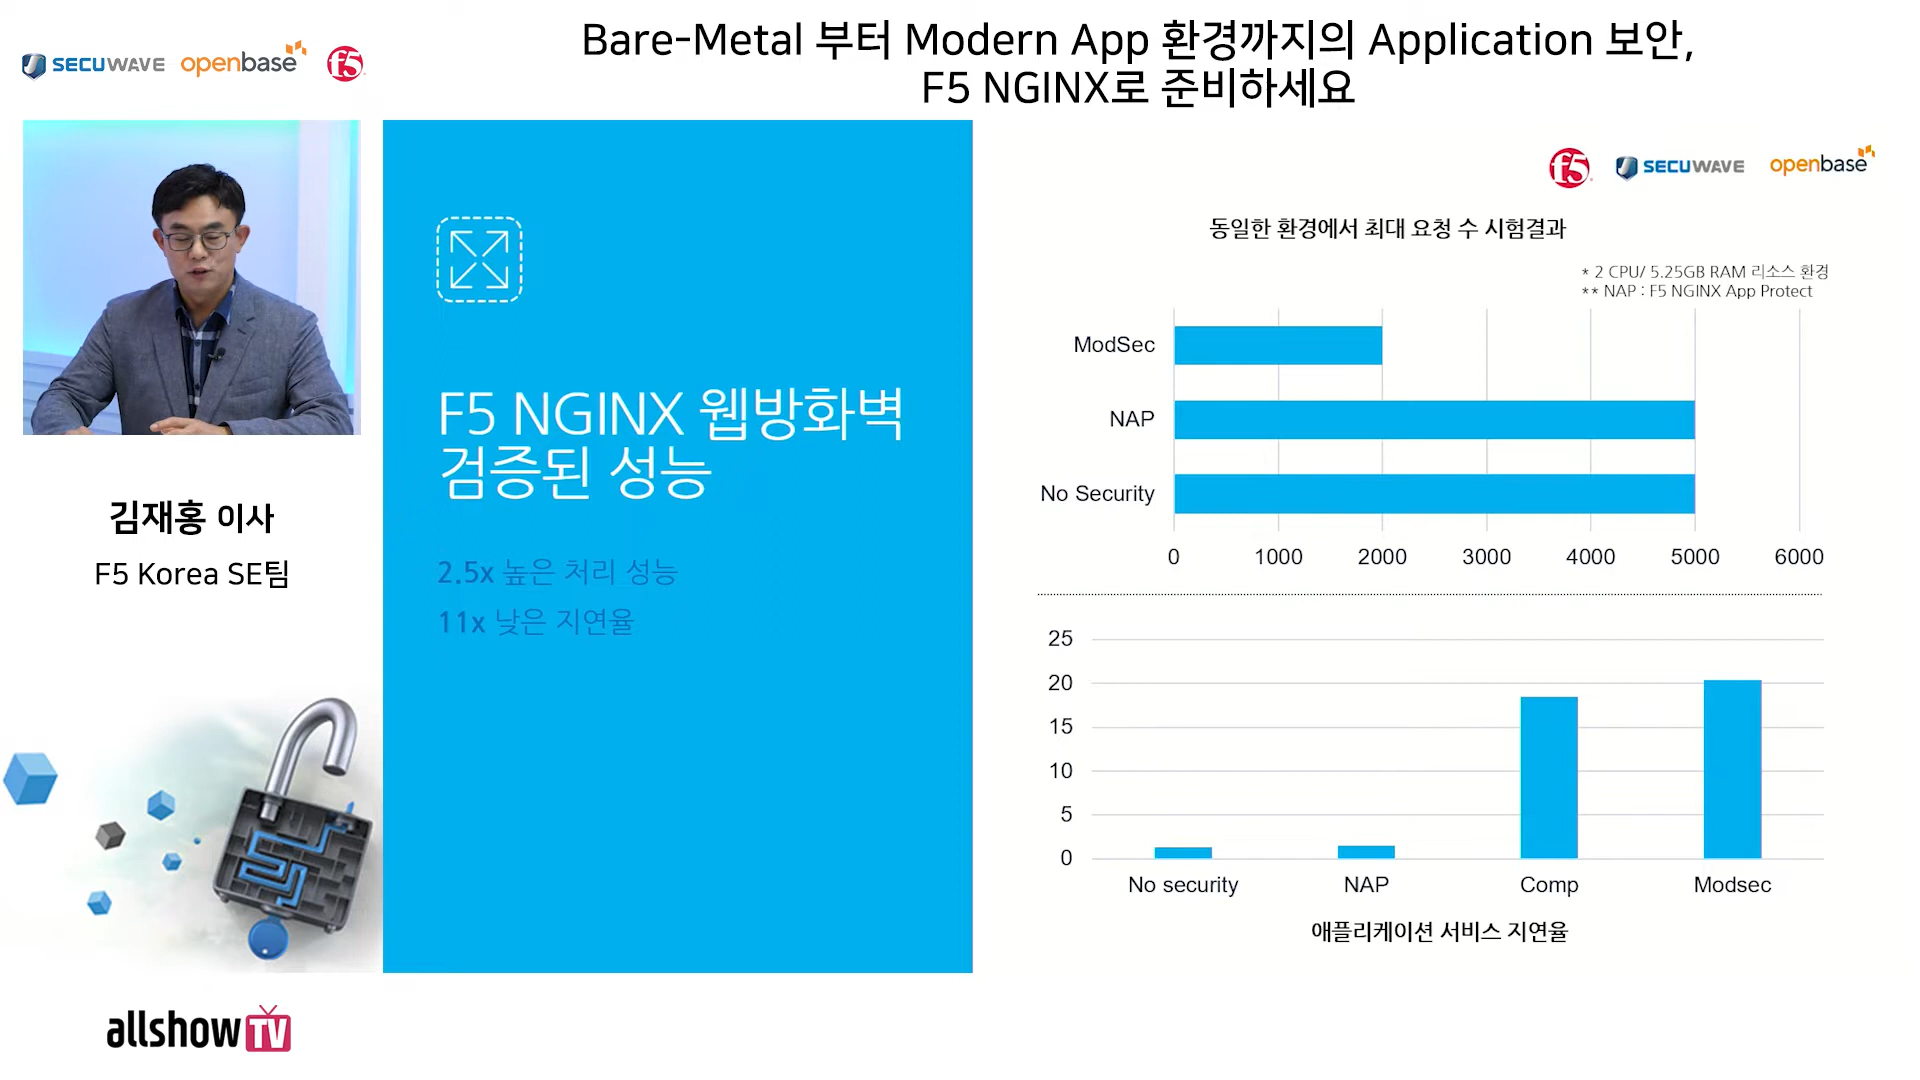 Bare-Metal 부터 Modern App 환경까지의 Application 보안,
F5 NGINX로 준비하세요
SECUWAVE openbase f5
김재홍 이사
F5 Korea SE팀
allshowTV
F5 NGINX 웹방화벽
검증된 성능
2.5x 높은 처리 성능
11x 낮은 지연율
f5 SECUWAVE openbase
동일한 환경에서 최대 요청 수 시험결과
* 2 CPU/ 5.25GB RAM 리소스 환경
** NAP : F5 NGINX App Protect
ModSec
NAP
No Security
0 1000 2000 3000 4000 5000 6000
25
20
15
10
5
0
No security NAP Comp Modsec
애플리케이션 서비스 지연율